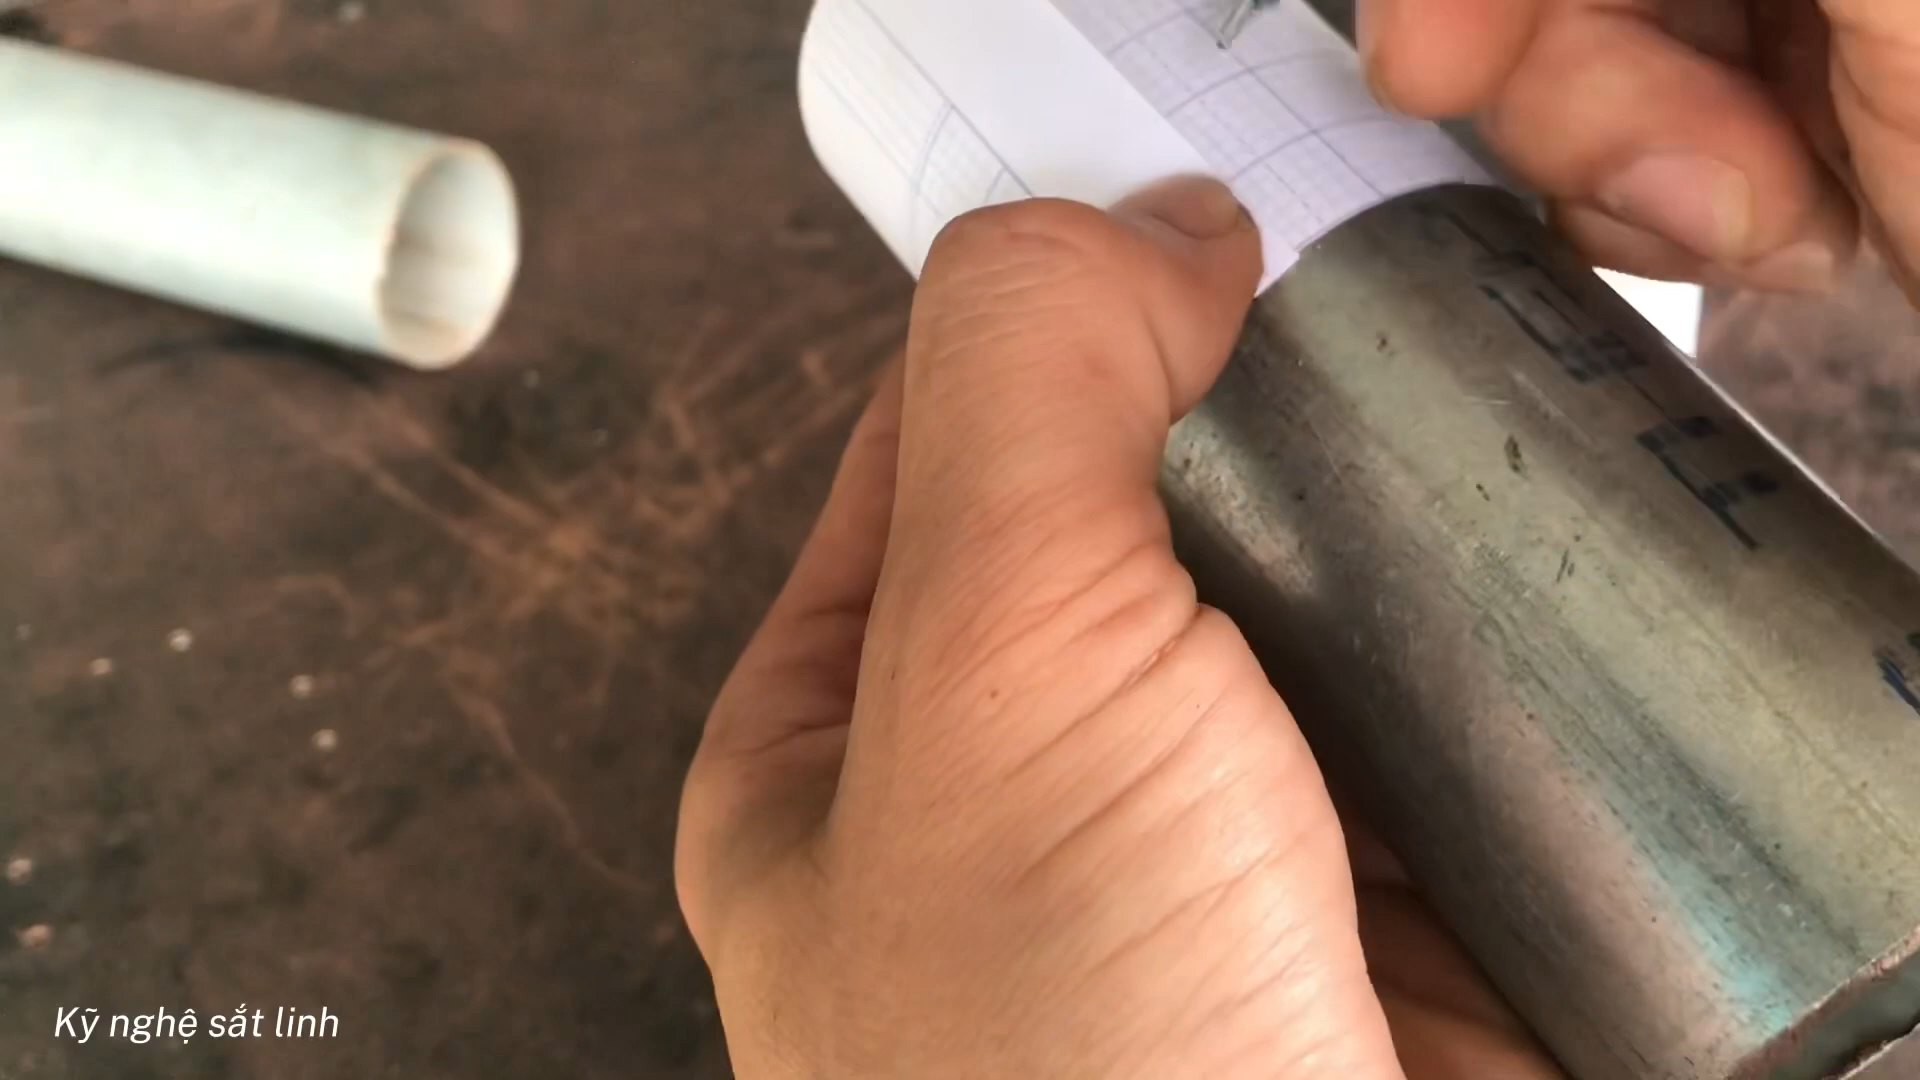 Kỹ nghệ sắt linh